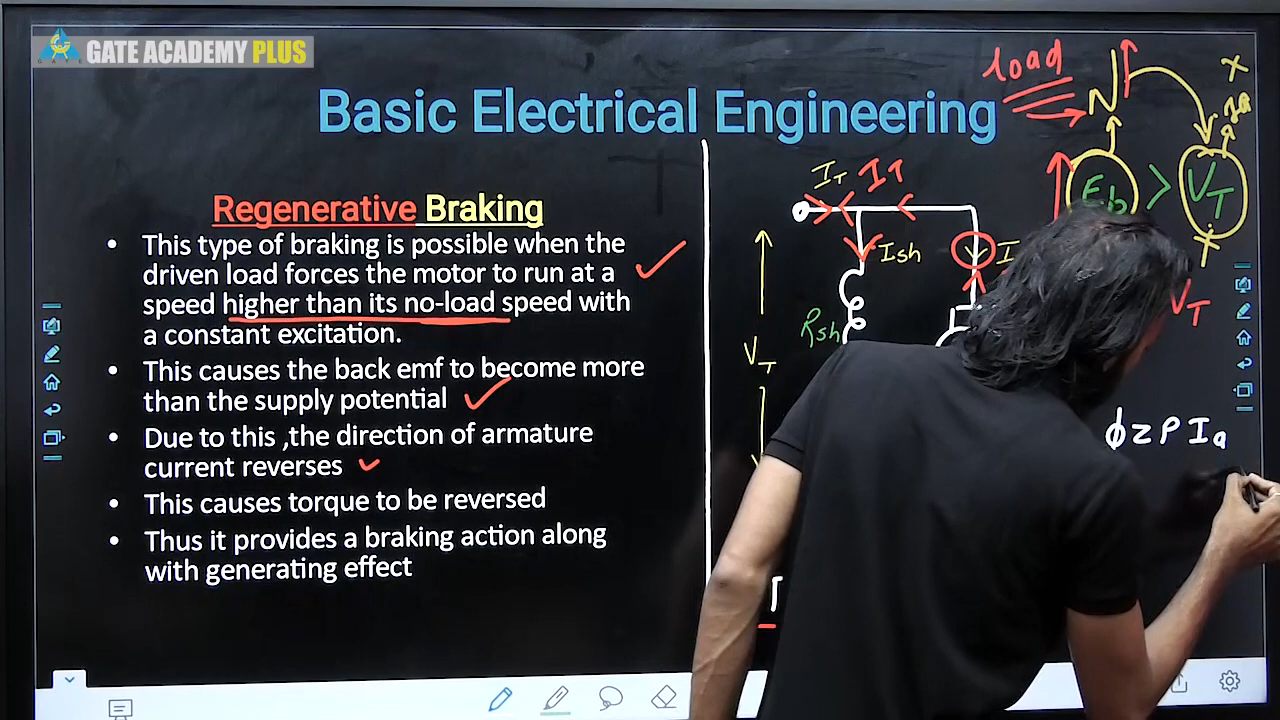 GATE ACADEMY PLUS
Basic Electrical Engineering
Regenerative Braking
• This type of braking is possible when the
driven load forces the motor to run at a
speed higher than its no-load speed with
a constant excitation.
• This causes the back emf to become more
than the supply potential
• Due to this ,the direction of armature
current reverses
• This causes torque to be reversed
• Thus it provides a braking action along
with generating effect
load
N
Eb > VT
IT
IT
Ish
Rsh
VT
VT
ϕ Z P Ia